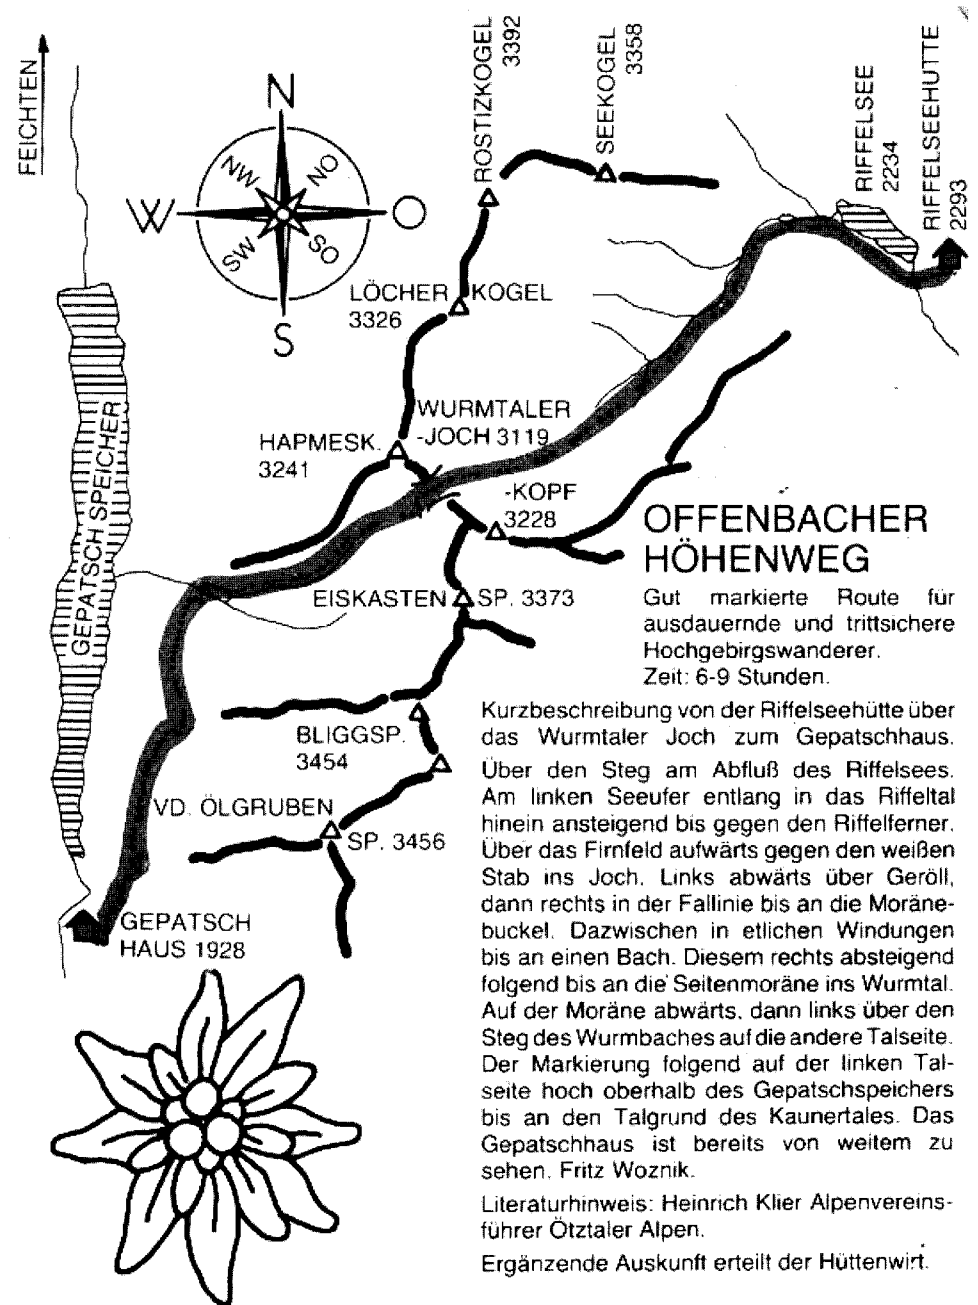 FEICHTEN
N
NW
NO
W
O
SW
SO
S
ROSTIZKOGEL
3392
SEEKOGEL
3358
RIFFELSEE
2234
RIFFELSEEHÜTTE
2293
LÖCHER KOGEL
3326
WURMTALER
-JOCH 3119
HAPMESK.
3241
-KOPF
3228
GEPATSCH SPEICHER
EISKASTEN SP. 3373
BLIGGSP.
3454
VD. ÖLGRUBEN
SP. 3456
GEPATSCH
HAUS 1928
OFFENBACHER
HÖHENWEG
Gut markierte Route für
ausdauernde und trittsichere
Hochgebirgswanderer.
Zeit: 6-9 Stunden.
Kurzbeschreibung von der Riffelseehütte über
das Wurmtaler Joch zum Gepatschhaus.
Über den Steg am Abfluß des Riffelsees.
Am linken Seeufer entlang in das Riffeltal
hinein ansteigend bis gegen den Riffelferner.
Über das Firnfeld aufwärts gegen den weißen
Stab ins Joch. Links abwärts über Geröll,
dann rechts in der Fallinie bis an die Moräne-
buckel. Dazwischen in etlichen Windungen
bis an einen Bach. Diesem rechts absteigend
folgend bis an die Seitenmoräne ins Wurmtal.
Auf der Moräne abwärts, dann links über den
Steg des Wurmbaches auf die andere Talseite.
Der Markierung folgend auf der linken Tal-
seite hoch oberhalb des Gepatschspeichers
bis an den Talgrund des Kaunertales. Das
Gepatschhaus ist bereits von weitem zu
sehen. Fritz Woznik.
Literaturhinweis: Heinrich Klier Alpenvereins-
führer Ötztaler Alpen.
Ergänzende Auskunft erteilt der Hüttenwirt.